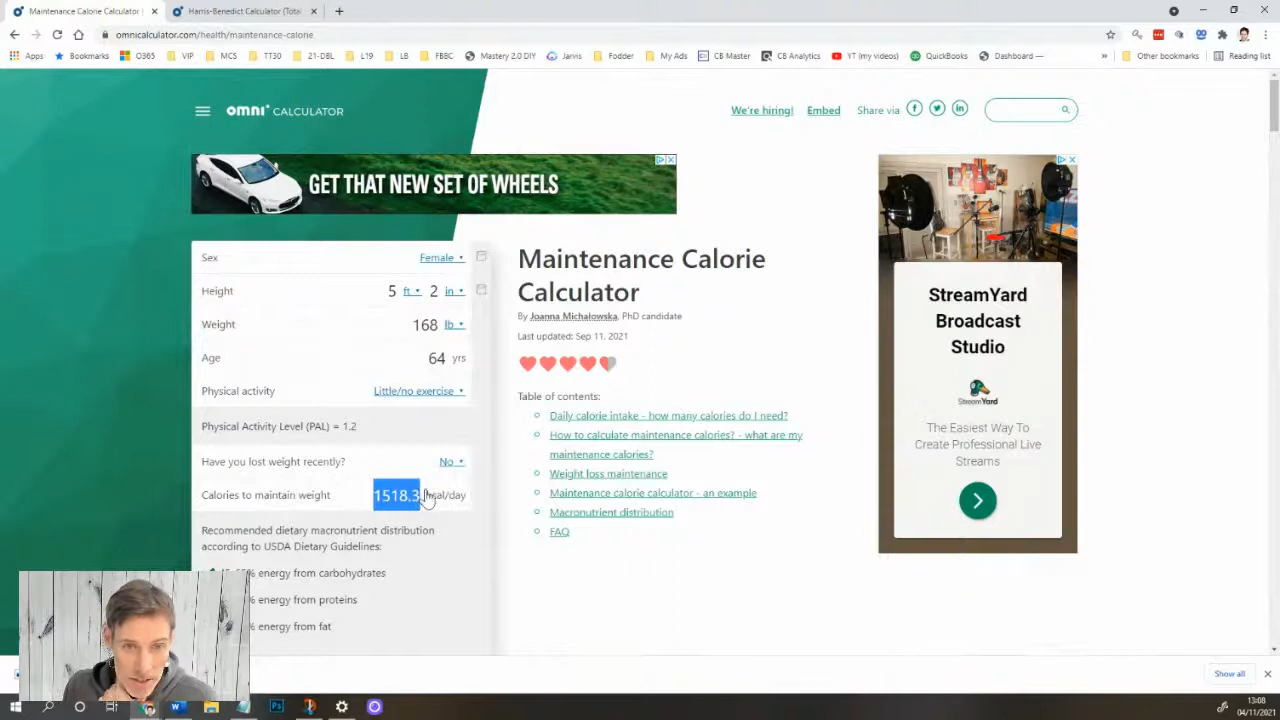 Maintenance Calorie Calculator
Harris-Benedict Calculator (Total
omnicalculator.com/health/maintenance-calorie
Apps
Bookmarks
O365
VIP
MCS
TT30
21-DBL
L19
LB
FBBC
Mastery 2.0 DIY
Jarvis
Fodder
My Ads
CB Master
CB Analytics
YT (my videos)
QuickBooks
Dashboard —
Other bookmarks
Reading list
omni CALCULATOR
We're hiring!
Embed
Share via
GET THAT NEW SET OF WHEELS
Sex
Female
Height
5 ft 2 in
Weight
168 lb
Age
64 yrs
Physical activity
Little/no exercise
Physical Activity Level (PAL) = 1.2
Have you lost weight recently?
No
Calories to maintain weight
1518.3 kcal/day
Recommended dietary macronutrient distribution
according to USDA Dietary Guidelines:
% energy from carbohydrates
% energy from proteins
% energy from fat
Maintenance Calorie
Calculator
By Joanna Michałowska, PhD candidate
Last updated: Sep 11, 2021
Table of contents:
Daily calorie intake - how many calories do I need?
How to calculate maintenance calories? - what are my
maintenance calories?
Weight loss maintenance
Maintenance calorie calculator - an example
Macronutrient distribution
FAQ
StreamYard
Broadcast
Studio
StreamYard
The Easiest Way To
Create Professional Live
Streams
Show all
13:08
04/11/2021